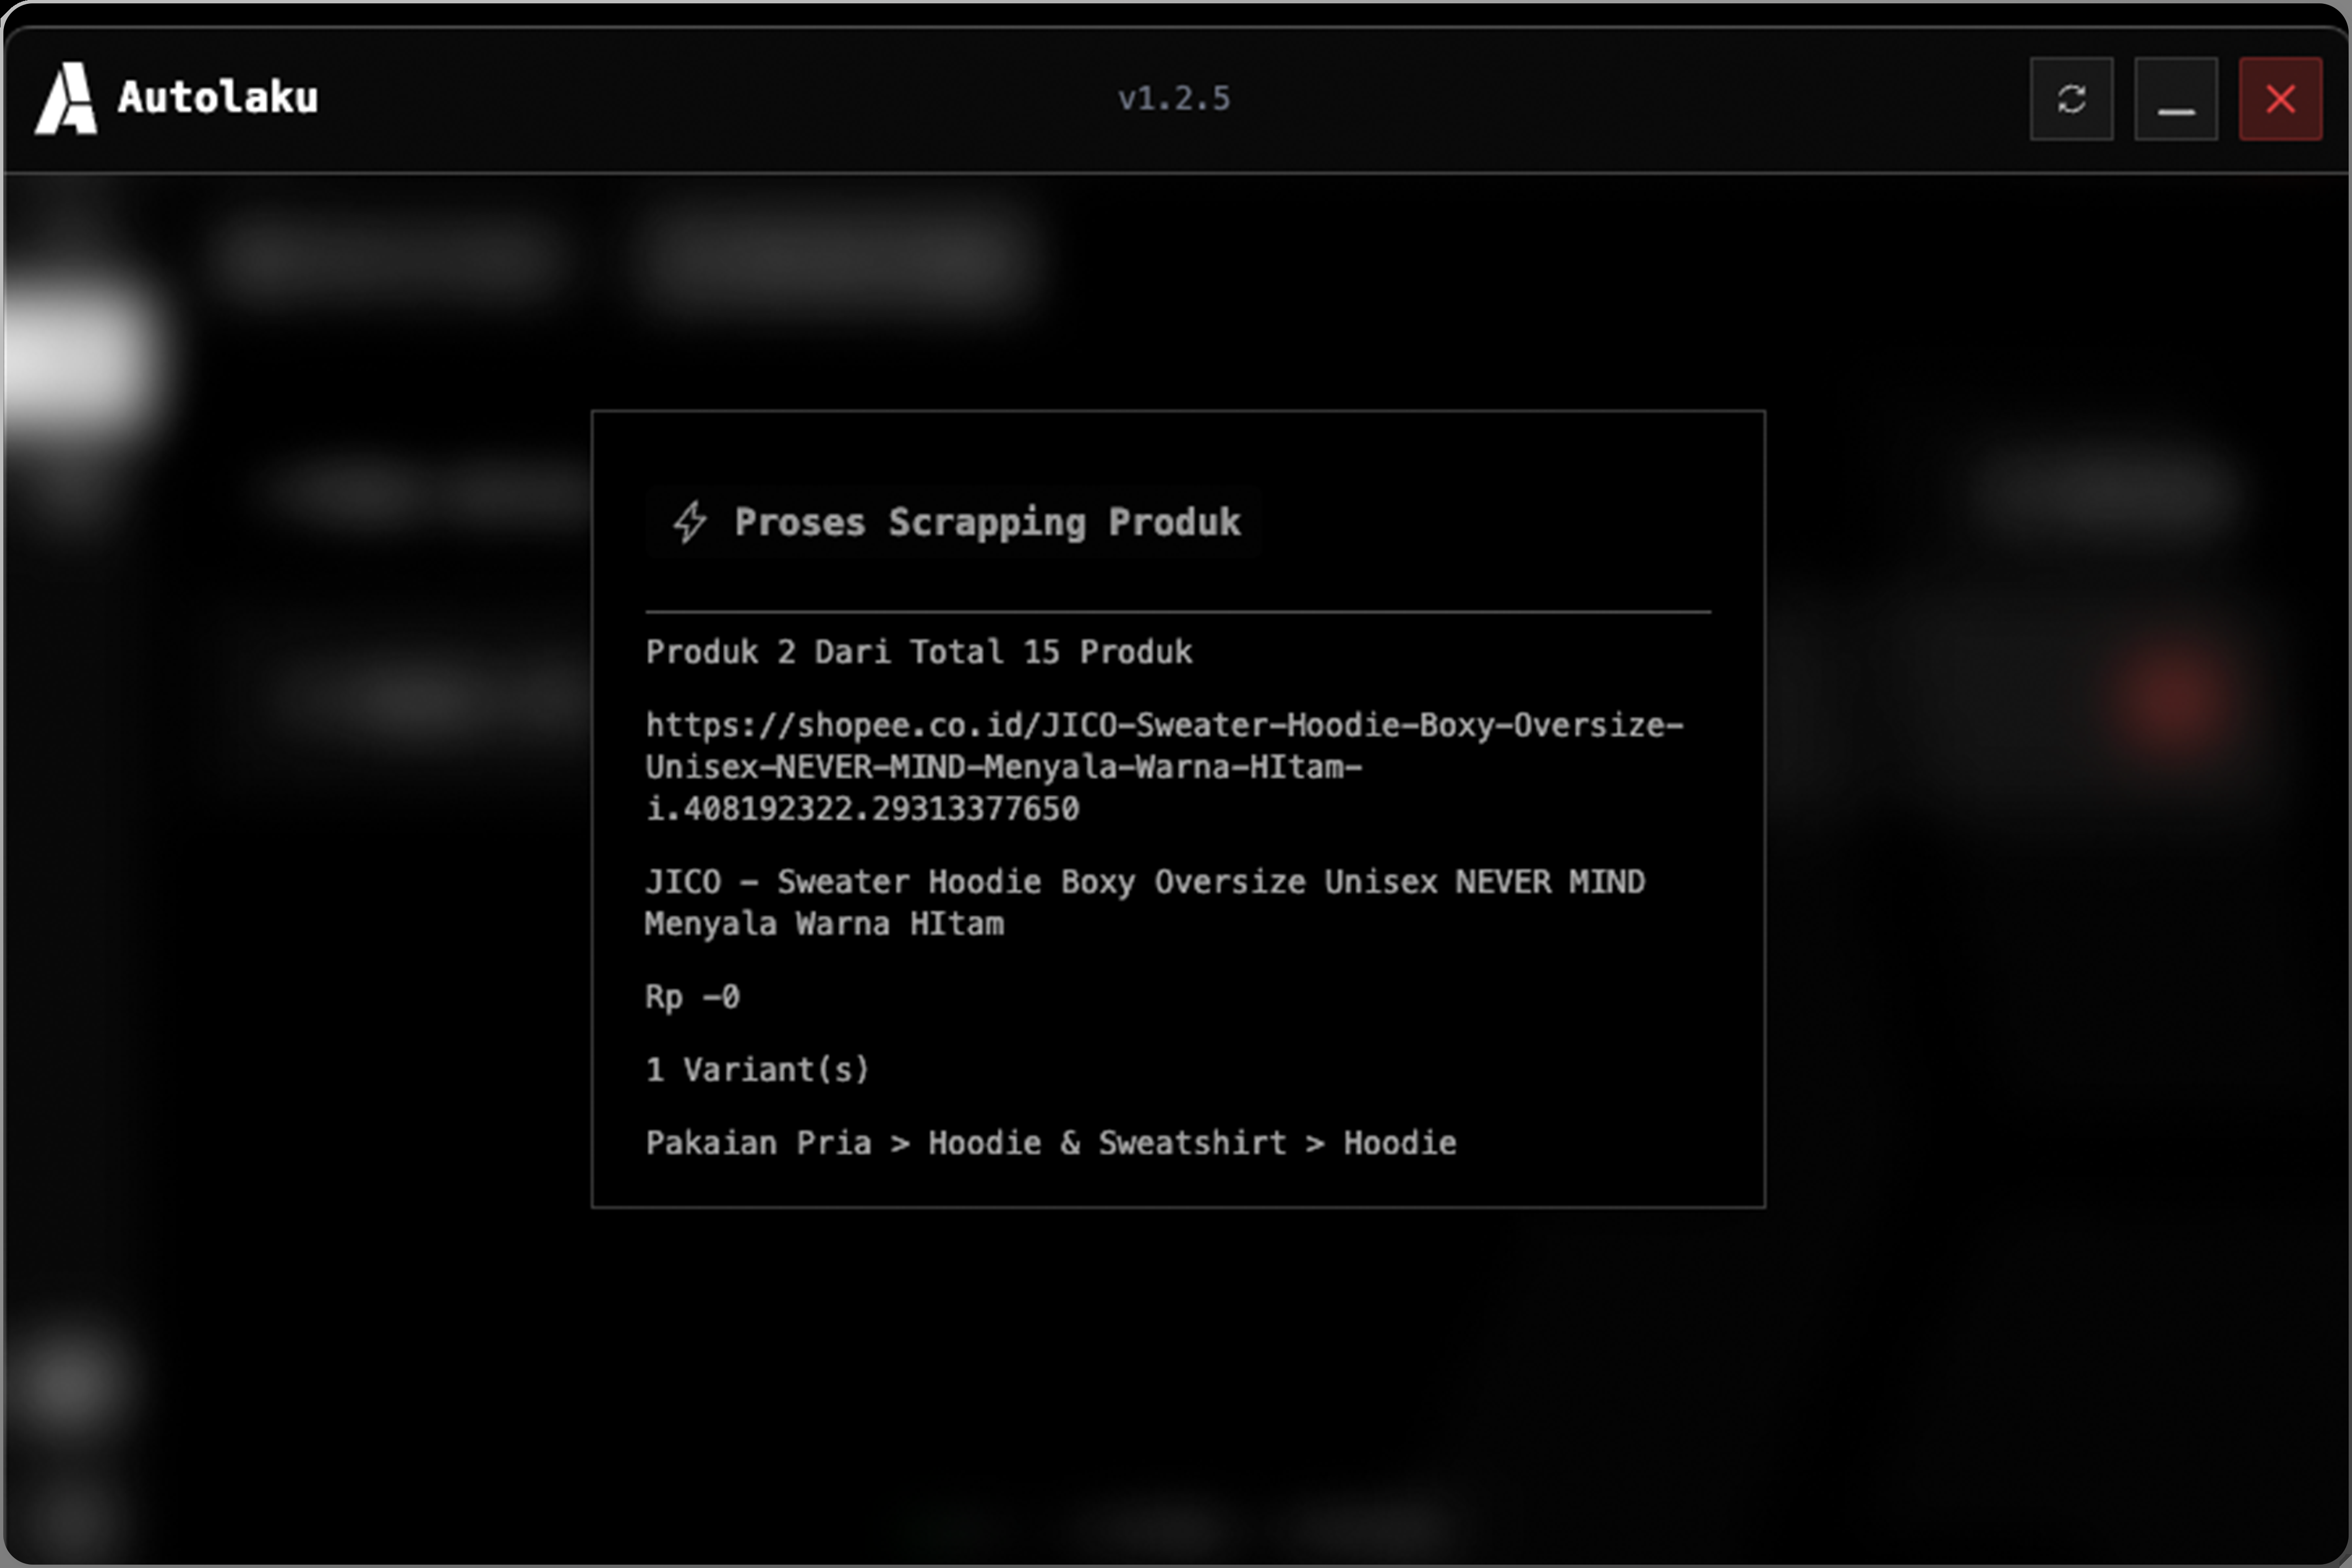 Autolaku
v1.2.5
Proses Scrapping Produk
Produk 2 Dari Total 15 Produk
https://shopee.co.id/JICO-Sweater-Hoodie-Boxy-Oversize-
Unisex-NEVER-MIND-Menyala-Warna-HItam-
i.408192322.29313377650
JICO - Sweater Hoodie Boxy Oversize Unisex NEVER MIND
Menyala Warna HItam
Rp -0
1 Variant(s)
Pakaian Pria > Hoodie & Sweatshirt > Hoodie